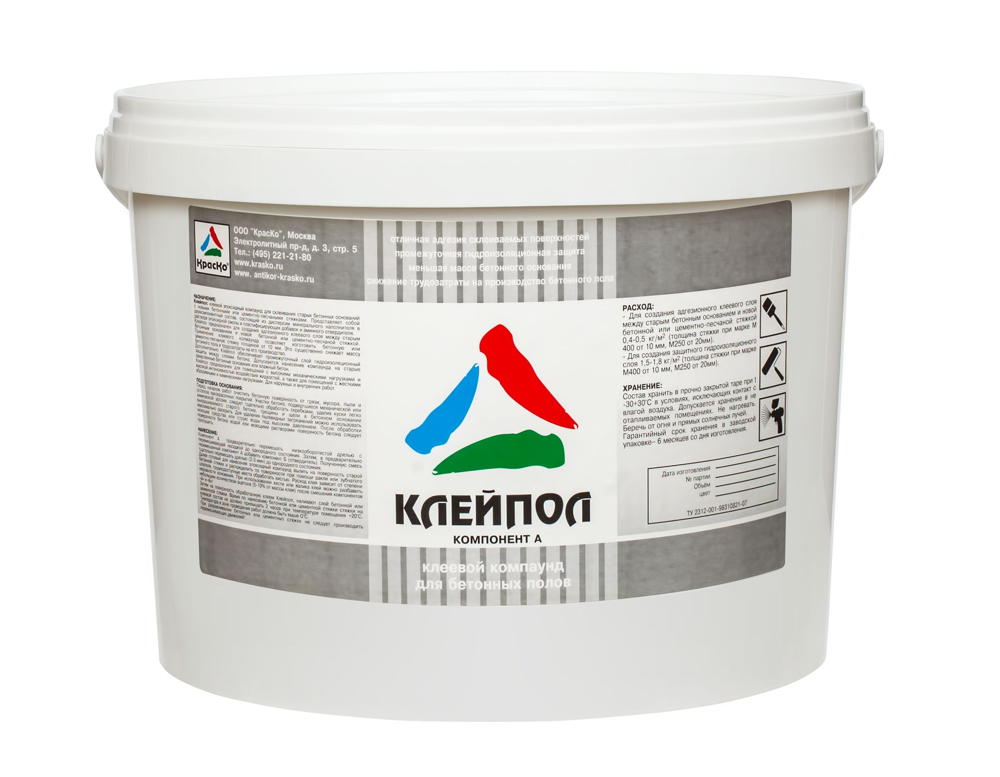 КрасКо®
ООО "КрасКо", Москва
Электролитный пр-д, д. 3, стр. 5
Тел.: (495) 221-21-80
www.krasko.ru
www. antikor-krasko.ru
отличная адгезия склеиваемых поверхностей
промежуточная гидроизоляционная защита
меньшая масса бетонного основания
снижение трудозатраты на производство бетонного пола
НАЗНАЧЕНИЕ:
Клейпол: клеевой эпоксидный компаунд для склеивания старых бетонных оснований
с новыми бетонными или цементно-песчаными стяжками. Представляет собой
двухкомпонентный состав, состоящий из дисперсии минерального наполнителя в
растворе эпоксидной смолы и пластифицирующих добавок и аминного отвердителя.
Клейпол предназначен для создания адгезионного клеевого слоя между старым
бетонным основанием и новой бетонной или цементно-песчаной стяжкой.
Применение клеевого колпаунда позволяет изготовить бетонную или
цементно-песчаную стяжку толщиной от 10 мм. Это существенно снижает массу
бетонного пола и трудозатраты на его производство.
Дополнительно Клейпол обеспечивает промежуточный слой гидроизоляционный
защиты между слоями бетона. Допускается нанесение компаунда на старые
замасленные бетонные основания или влажный бетон.
Клейпол предназначен для помещений с высокими механическими нагрузками и
высокой интенсивностью воздействия жидкостей, а также для помещений с жесткими
абразивными и химическими нагрузками. Для наружных и внутренних работ.
ПОДГОТОВКА ОСНОВАНИЯ:
Перед началом работ очистить бетонную поверхность от грязи, мусора, пыли и
остатков лакокрасочных покрытий. Участки бетона, подвергшиеся механической или
химической эрозии, следует тщательно обработать скребками, удалив куски легко
выкрашиваемого старого бетона, трещины и щели в бетонном основании
максимально раскрыть. Для удаления пылевидных загрязнений можно использовать
моющие средства или струю воды под высоким давлением. После обработки
поверхности бетона водой или моющими растворами поверхность бетона следует
просушить.
НАНЕСЕНИЕ:
Компонент А предварительно перемешать низкооборотистой дрелью с
перемешивающей насадкой до однородного состояния. Затем, в предварительно
перемешанный компонент А добавить компонент Б (отвердитель). Полученную смесь
тщательно перемешать дрелью (2-3 мин) до однородного состояния.
Далее готовый для нанесения эпоксидный компаунд вылить на поверхность старой
бетонной стяжки и распределить по поверхности при помощи ракли или зубчатого
шпателя, труднодоступные места обработать кистью. Расход клея зависит от степени
неровности основания. При использовании кисти или валика клей можно разбавить
небольшим количеством ацетона (5-10% от массы клея) после смешения компонентов
«А» и «Б»!
Затем на поверхность обработанную клеем Клейпол, наливают слой бетонной или
цементной стяжки. Время по нанесению бетонной или цементной стяжки стяжки на
клеевой состав не должно превышать 2 часов при температуре помещения +20°С.
Температура в зоне проведения работ должна быть выше 0°С.
При разравнивании бетонных или цементных стяжек не следует производить
перемешивающих движений!
КЛЕЙПОЛ
КОМПОНЕНТ А
клеевой компаунд
для бетонных полов
РАСХОД:
- Для создания адгезионного клеевого слоя
между старым бетонным основанием и новой
бетонной или цементно-песчаной стяжкой
0,4-0,5 кг/м² (толщина стяжки при марке М
400 от 10 мм, М250 от 20мм).
- Для создания защитного гидроизоляционного
слоя 1,5-1,8 кг/м² (толщина стяжки при марке
М400 от 10 мм, М250 от 20мм).
ХРАНЕНИЕ:
Состав хранить в прочно закрытой таре при t
-30+30°С в условиях, исключающих контакт с
влагой воздуха. Допускается хранение в не
отапливаемых помещениях. Не нагревать.
Беречь от огня и прямых солнечных лучей.
Гарантийный срок хранения в заводской
упаковке– 6 месяцев со дня изготовления.
Дата изготовления
№ партии
Объём
цвет
ТУ 2312-001-98310821-07